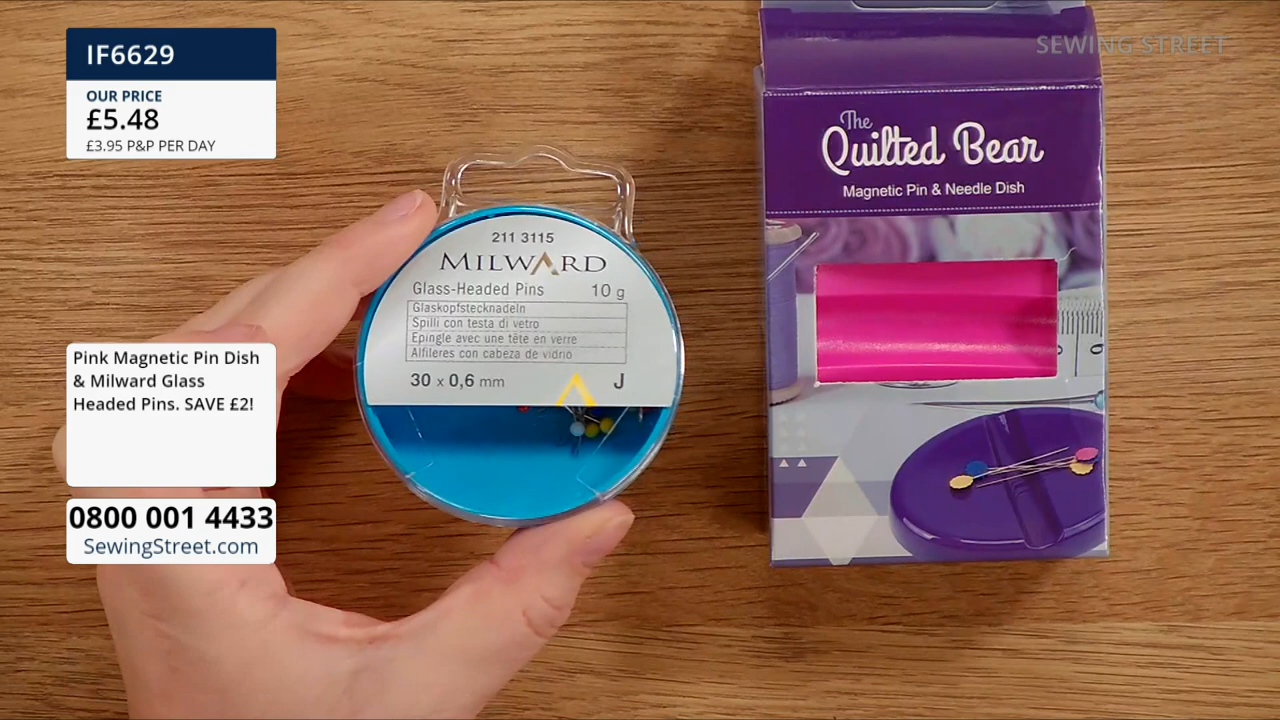 IF6629
OUR PRICE
£5.48
£3.95 P&P PER DAY
Pink Magnetic Pin Dish
& Milward Glass
Headed Pins. SAVE £2!
0800 001 4433
SewingStreet.com
211 3115
MILWARD
Glass-Headed Pins 10 g
Glaskopfstecknadeln
Spilli con testa di vetro
Epingle avec une tête en verre
Alfileres con cabeza de vidrio
30 x 0,6 mm J
SEWING STREET
The
Quilted Bear
Magnetic Pin & Needle Dish